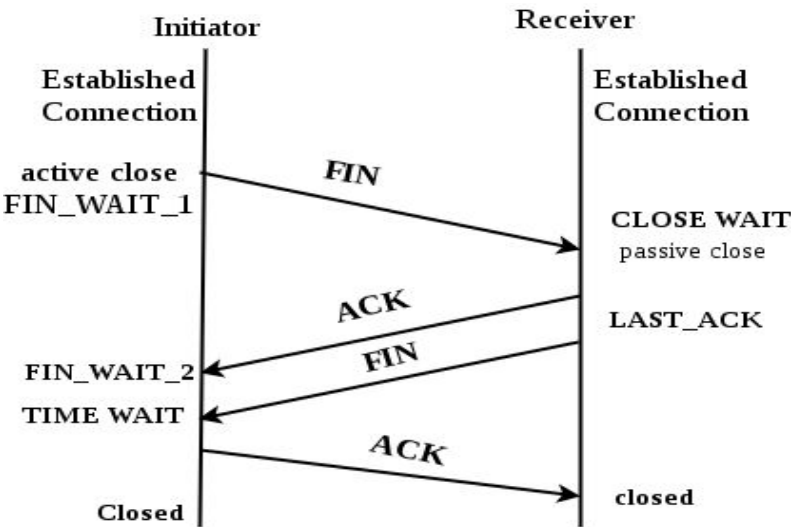 Initiator
Receiver
Established
Connection
Established
Connection
active close
FIN_WAIT_1
FIN
CLOSE WAIT
passive close
ACK
LAST_ACK
FIN
FIN_WAIT_2
TIME WAIT
ACK
closed
Closed